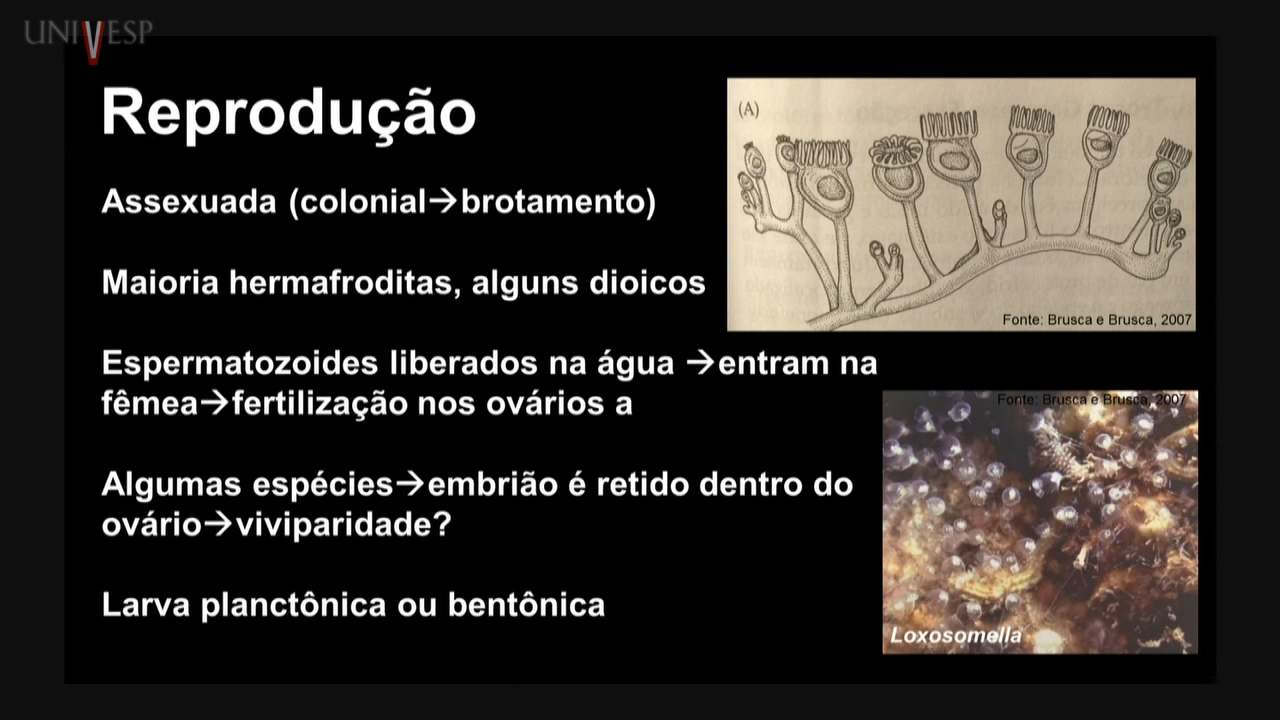 UNIVESP
Reprodução
(A)
Assexuada (colonial→brotamento)
Maioria hermafroditas, alguns dioicos
Fonte: Brusca e Brusca, 2007
Espermatozoides liberados na água →entram na
fêmea→fertilização nos ovários a
Fonte: Brusca e Brusca, 2007
Algumas espécies→embrião é retido dentro do
ovário→viviparidade?
Larva planctônica ou bentônica
Loxosomella